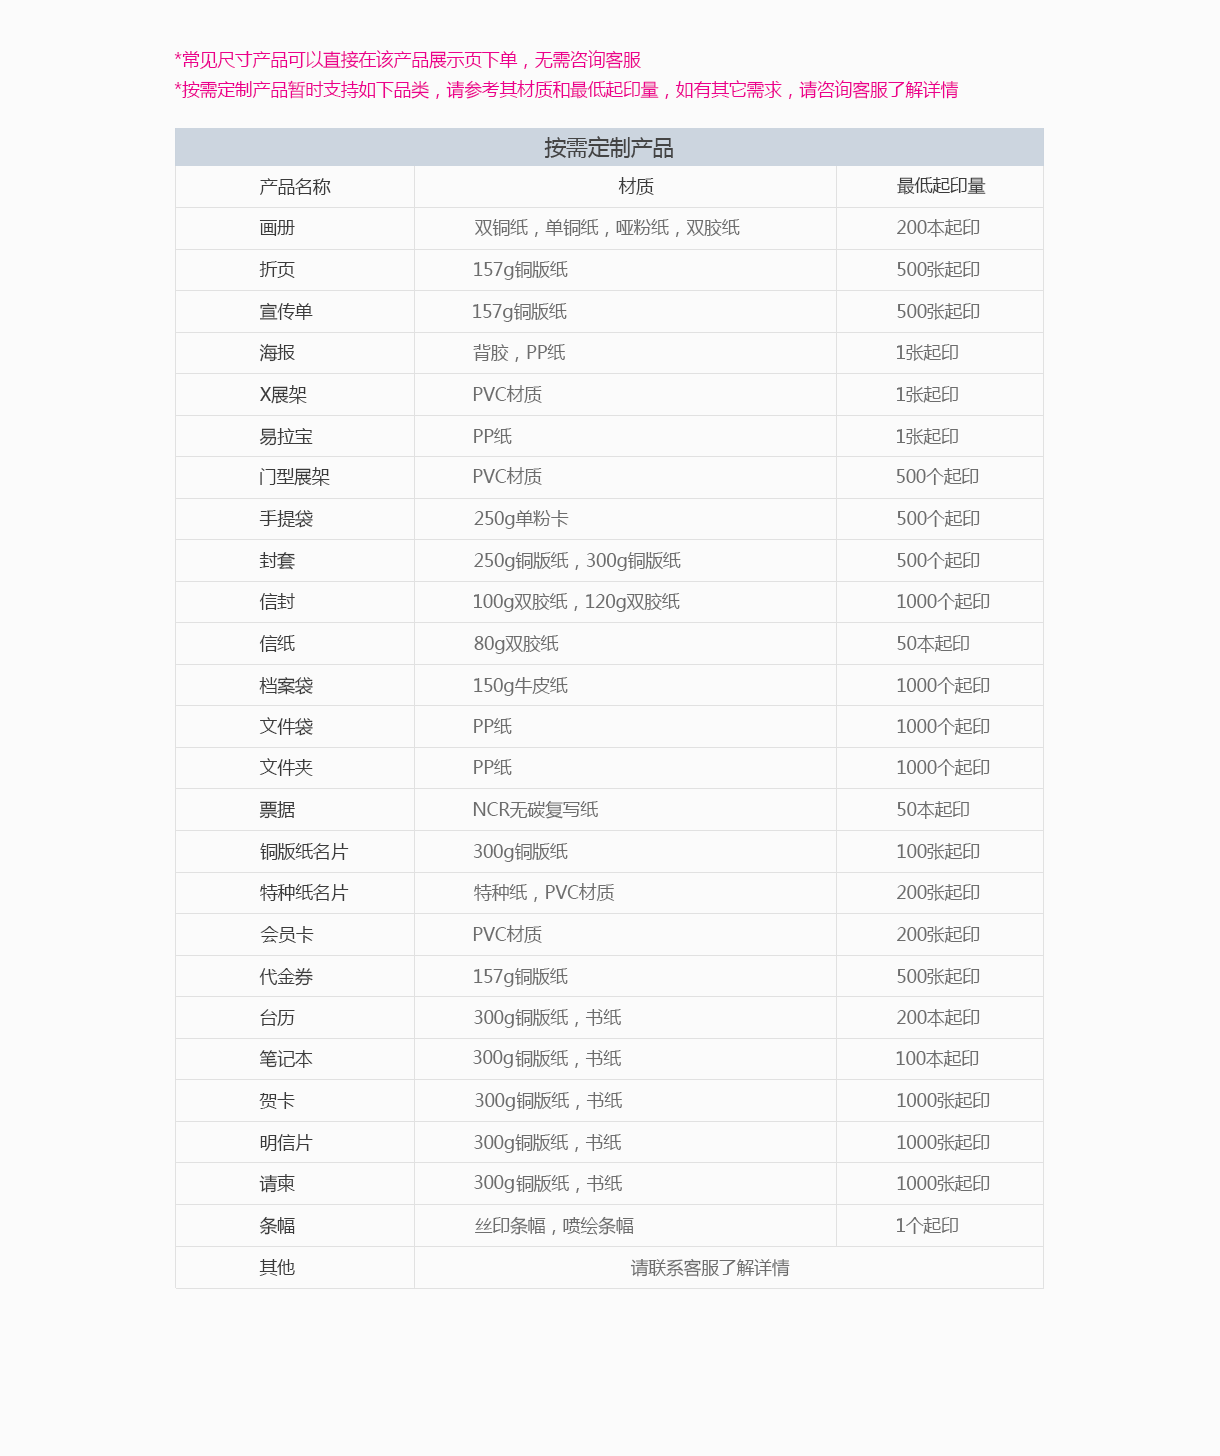 *常见尺寸产品可以直接在该产品展示页下单，无需咨询客服
*按需定制产品暂时支持如下品类，请参考其材质和最低起印量，如有其它需求，请咨询客服了解详情
按需定制产品
产品名称 材质 最低起印量
画册 双铜纸，单铜纸，哑粉纸，双胶纸 200本起印
折页 157g铜版纸 500张起印
宣传单 157g铜版纸 500张起印
海报 背胶，PP纸 1张起印
X展架 PVC材质 1张起印
易拉宝 PP纸 1张起印
门型展架 PVC材质 500个起印
手提袋 250g单粉卡 500个起印
封套 250g铜版纸，300g铜版纸 500个起印
信封 100g双胶纸，120g双胶纸 1000个起印
信纸 80g双胶纸 50本起印
档案袋 150g牛皮纸 1000个起印
文件袋 PP纸 1000个起印
文件夹 PP纸 1000个起印
票据 NCR无碳复写纸 50本起印
铜版纸名片 300g铜版纸 100张起印
特种纸名片 特种纸，PVC材质 200张起印
会员卡 PVC材质 200张起印
代金券 157g铜版纸 500张起印
台历 300g铜版纸，书纸 200本起印
笔记本 300g铜版纸，书纸 100本起印
贺卡 300g铜版纸，书纸 1000张起印
明信片 300g铜版纸，书纸 1000张起印
请柬 300g铜版纸，书纸 1000张起印
条幅 丝印条幅，喷绘条幅 1个起印
其他 请联系客服了解详情